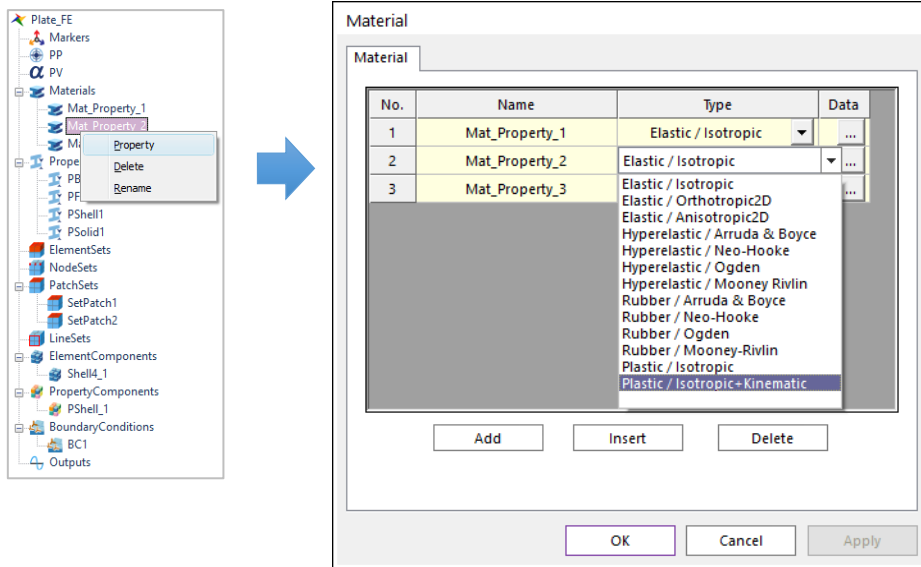 Plate_FE
Markers
PP
α PV
Materials
Mat_Property_1
Mat_Property_2
Ma
Property
Delete
Rename
Prope
PB
PF
PShell1
PSolid1
ElementSets
NodeSets
PatchSets
SetPatch1
SetPatch2
LineSets
ElementComponents
Shell4_1
PropertyComponents
PShell_1
BoundaryConditions
BC1
Outputs
Material
Material
No. Name Type Data
1 Mat_Property_1 Elastic / Isotropic ...
2 Mat_Property_2 Elastic / Isotropic ...
3 Mat_Property_3 ...
Elastic / Isotropic
Elastic / Orthotropic2D
Elastic / Anisotropic2D
Hyperelastic / Arruda & Boyce
Hyperelastic / Neo-Hooke
Hyperelastic / Ogden
Hyperelastic / Mooney Rivlin
Rubber / Arruda & Boyce
Rubber / Neo-Hooke
Rubber / Ogden
Rubber / Mooney-Rivlin
Plastic / Isotropic
Plastic / Isotropic+Kinematic
Add Insert Delete
OK Cancel Apply